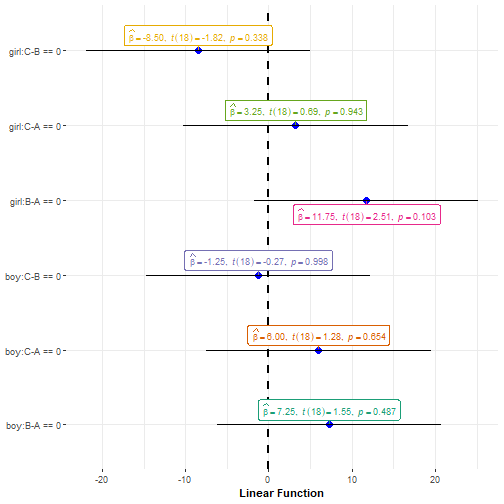 girl:C-B == 0
β̂ = -8.50, t(18) = -1.82, p = 0.338
girl:C-A == 0
β̂ = 3.25, t(18) = 0.69, p = 0.943
girl:B-A == 0
β̂ = 11.75, t(18) = 2.51, p = 0.103
boy:C-B == 0
β̂ = -1.25, t(18) = -0.27, p = 0.998
boy:C-A == 0
β̂ = 6.00, t(18) = 1.28, p = 0.654
boy:B-A == 0
β̂ = 7.25, t(18) = 1.55, p = 0.487
-20 -10 0 10 20
Linear Function